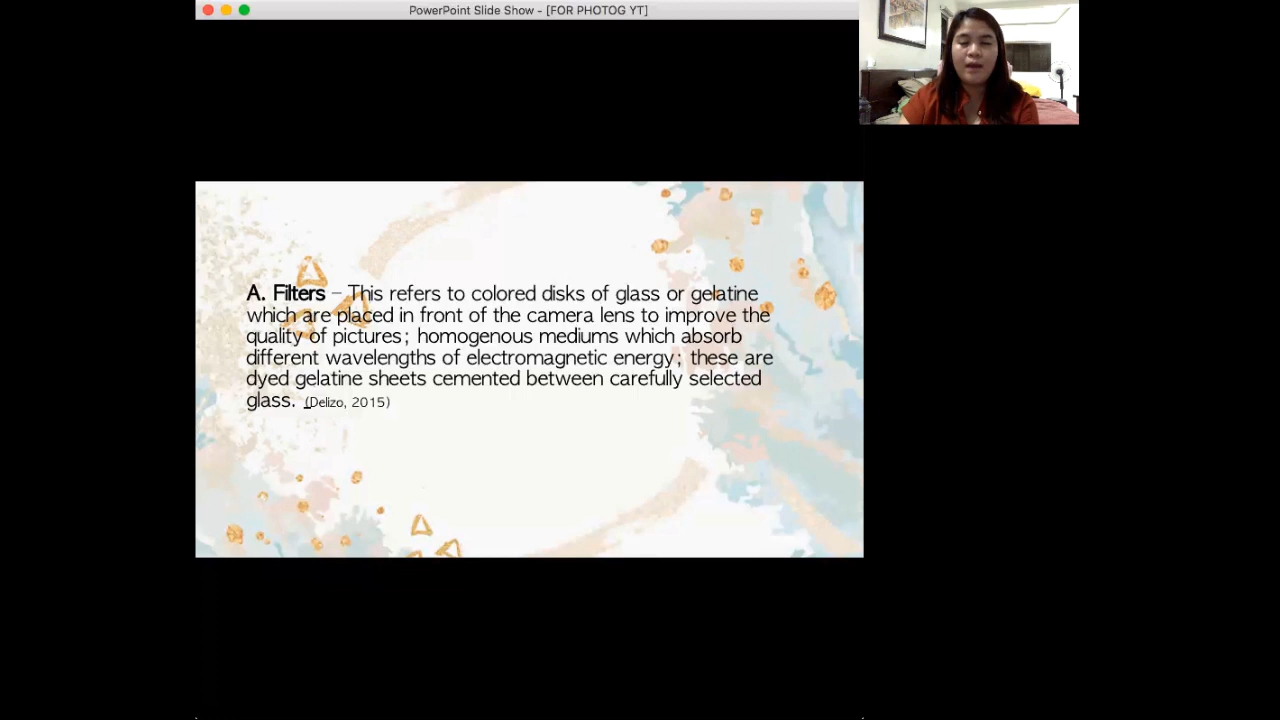 PowerPoint Slide Show - [FOR PHOTOG YT]
A. Filters – This refers to colored disks of glass or gelatine
which are placed in front of the camera lens to improve the
quality of pictures; homogenous mediums which absorb
different wavelengths of electromagnetic energy; these are
dyed gelatine sheets cemented between carefully selected
glass. (Delizo, 2015)